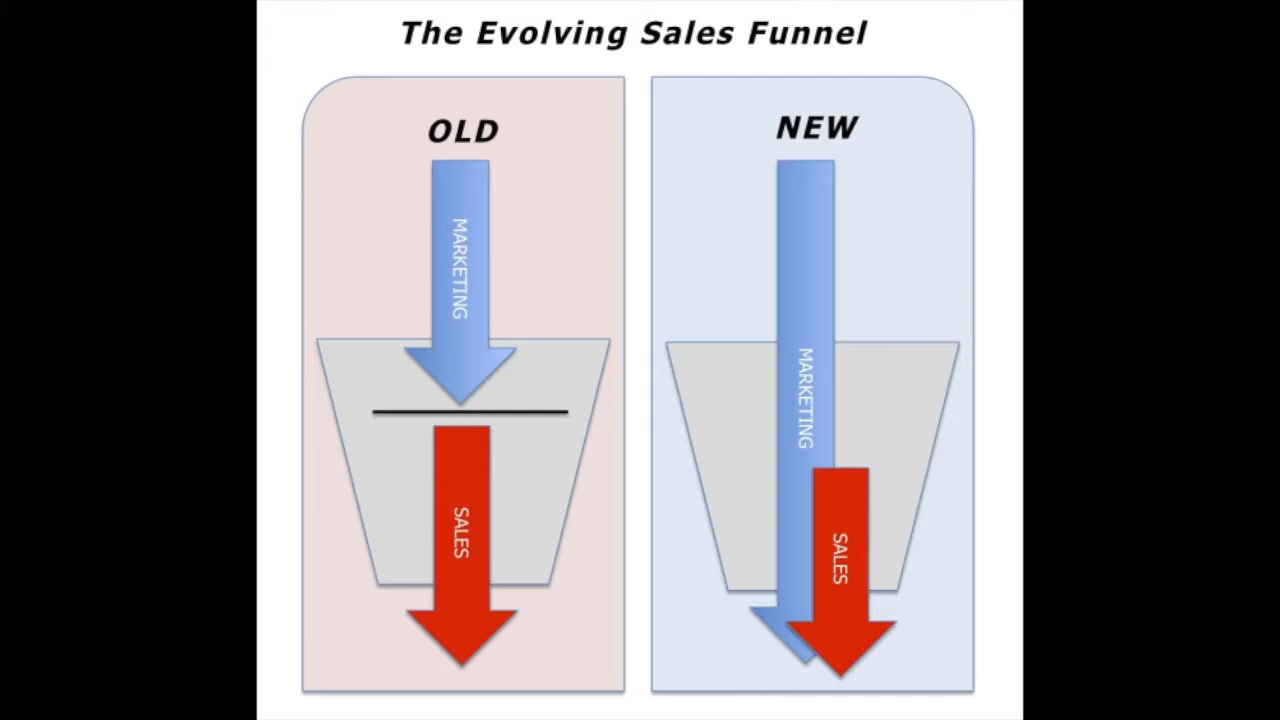 The Evolving Sales Funnel
OLD
MARKETING
SALES
NEW
MARKETING
SALES